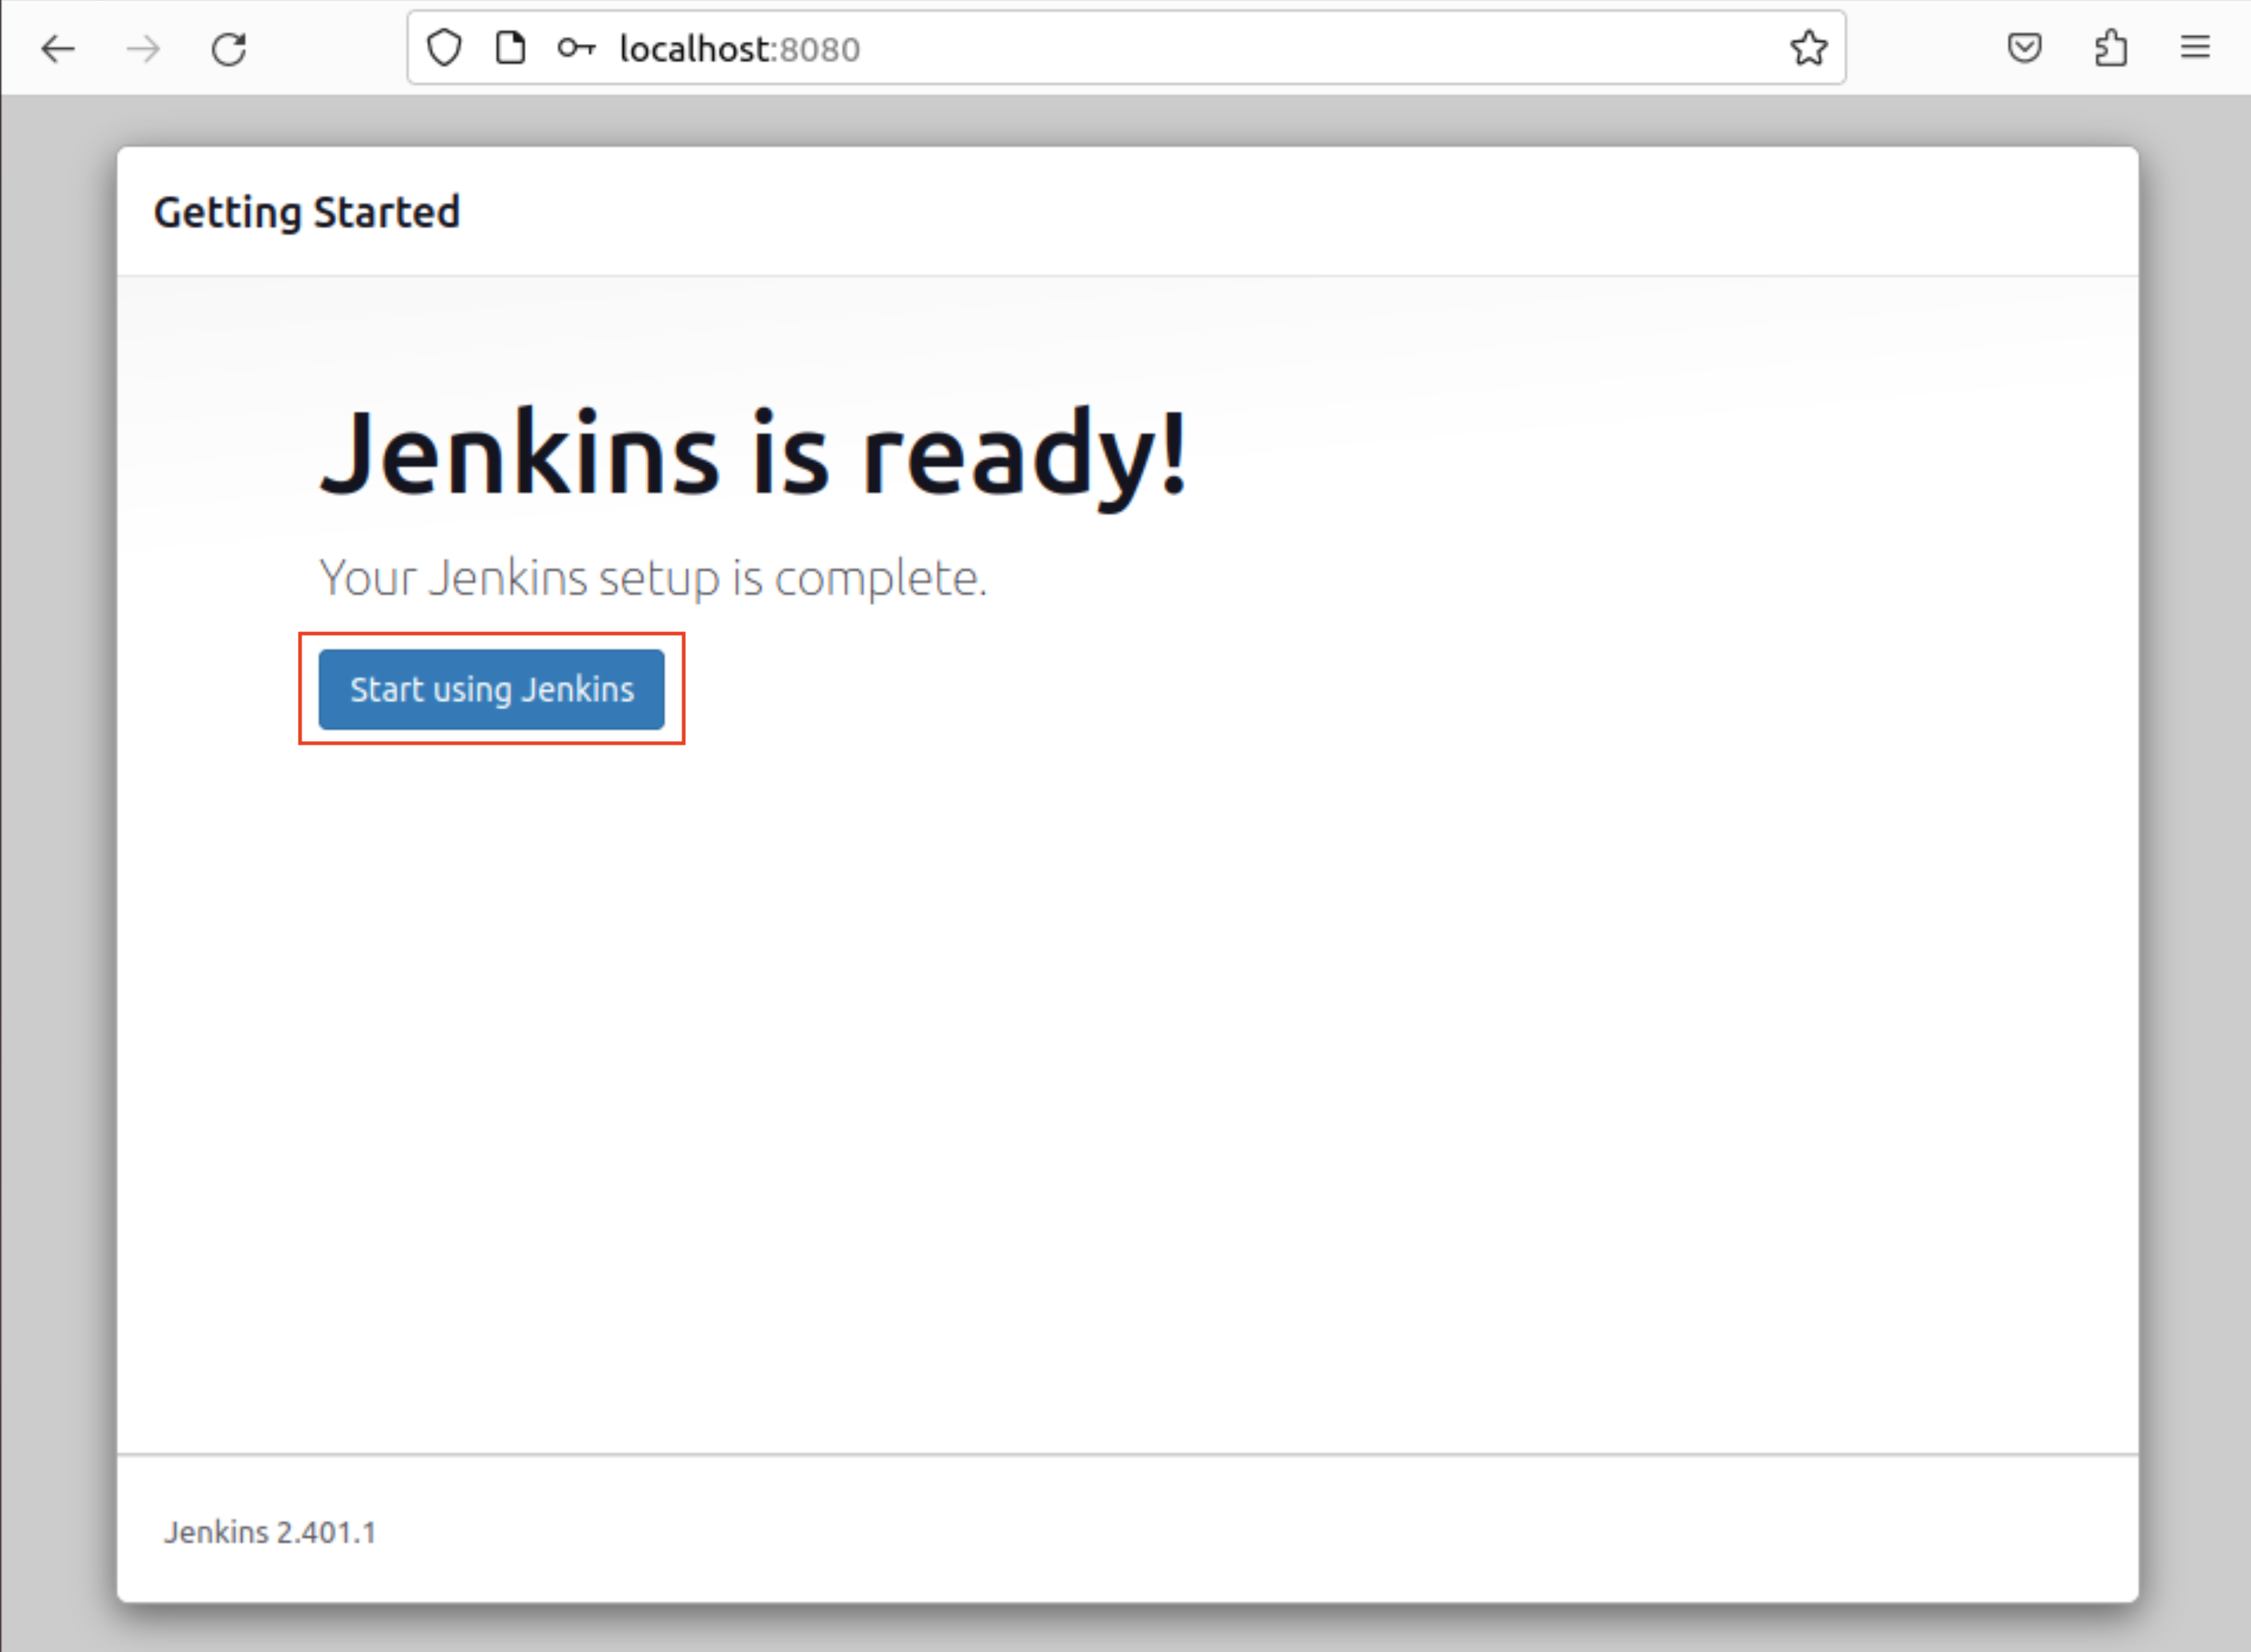 localhost:8080
Getting Started
Jenkins is ready!
Your Jenkins setup is complete.
Start using Jenkins
Jenkins 2.401.1